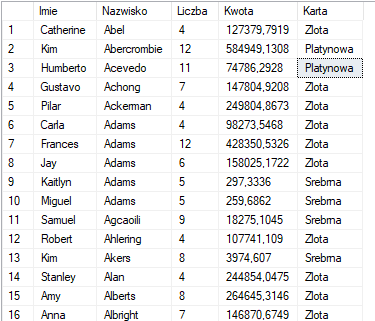 Imie Nazwisko Liczba Kwota Karta
1 Catherine Abel 4 127379,7919 Zlota
2 Kim Abercrombie 12 584949,1308 Platynowa
3 Humberto Acevedo 11 74786,2928 Platynowa
4 Gustavo Achong 7 147804,9208 Zlota
5 Pilar Ackerman 4 249804,8673 Zlota
6 Carla Adams 4 98273,5468 Zlota
7 Frances Adams 12 428350,5326 Zlota
8 Jay Adams 6 158025,1722 Zlota
9 Kaitlyn Adams 5 297,3336 Srebrna
10 Miguel Adams 5 259,6862 Srebrna
11 Samuel Agcaoili 9 18275,1045 Srebrna
12 Robert Ahlering 4 107741,109 Zlota
13 Kim Akers 8 3974,607 Srebrna
14 Stanley Alan 4 244854,0475 Zlota
15 Amy Alberts 8 264645,3146 Zlota
16 Anna Albright 7 146870,6749 Zlota